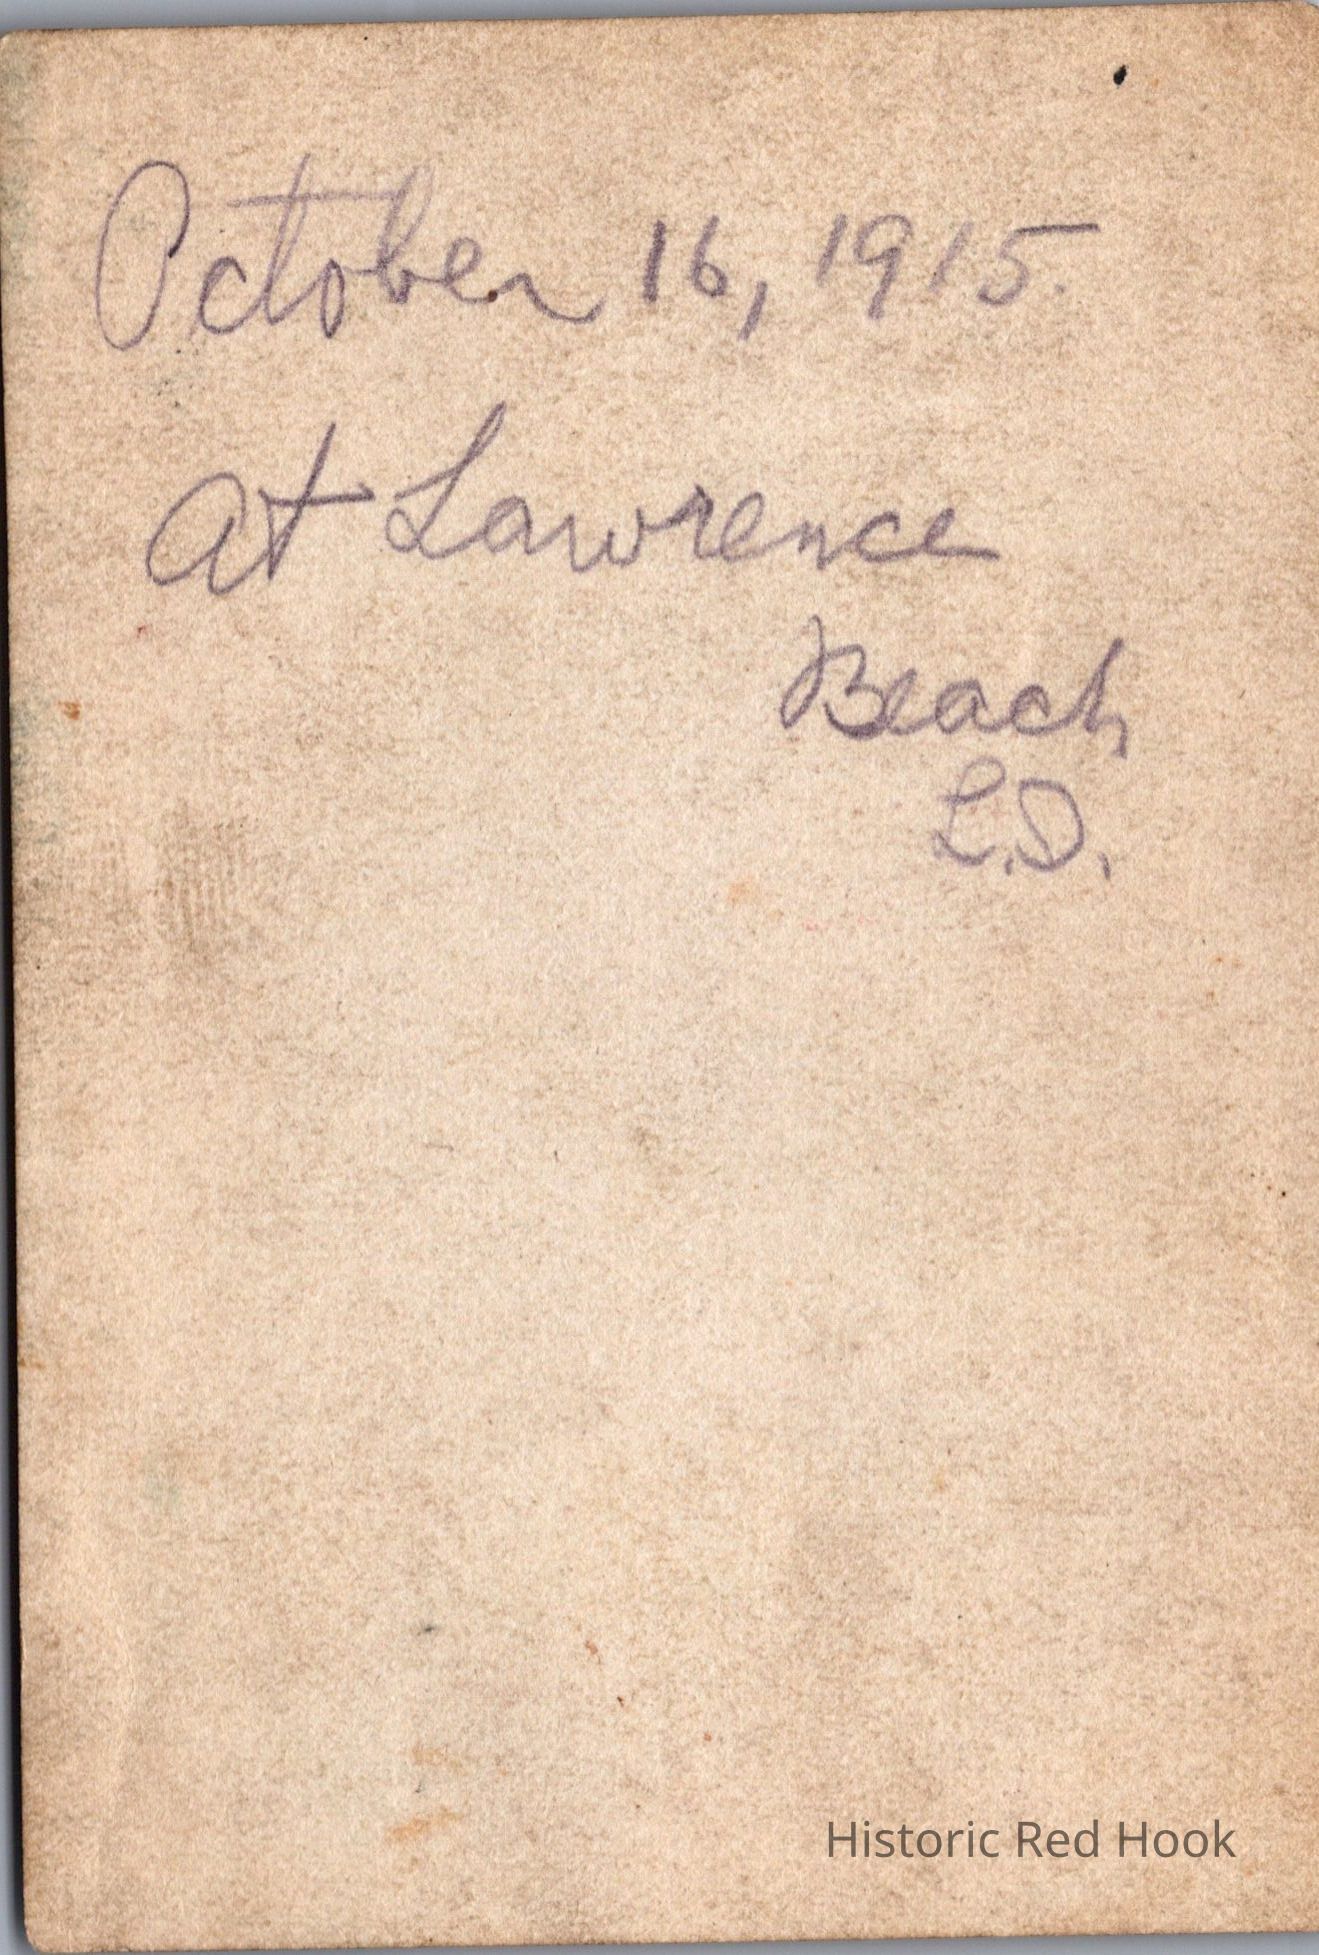 October 16, 1915.
at Lawrence
Beach
L.I.
Historic Red Hook